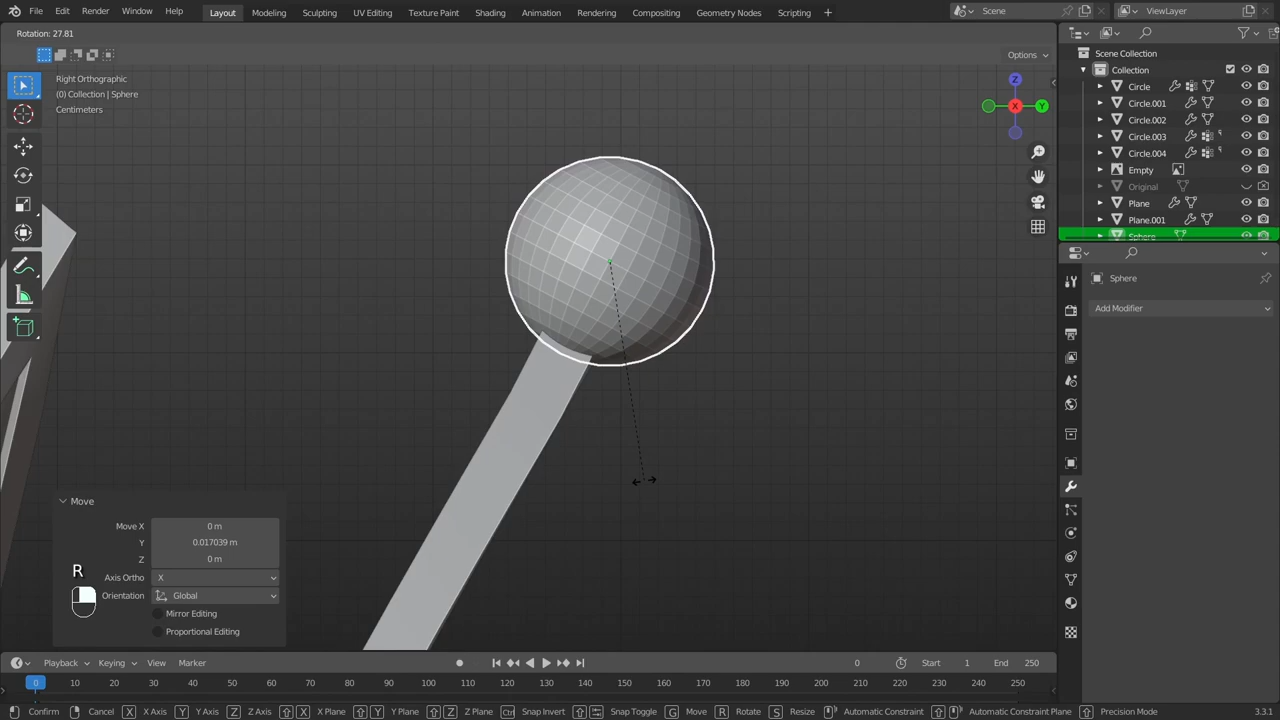 File Edit Render Window Help Layout Modeling Sculpting UV Editing Texture Paint Shading Animation Rendering Compositing Geometry Nodes Scripting + Scene ViewLayer
Rotation: 27.81
Options
Right Orthographic
(0) Collection | Sphere
Centimeters
Z
X
Y
Scene Collection
Collection
Circle
Circle.001
Circle.002
Circle.003
Circle.004
Empty
Original
Plane
Plane.001
Sphere
Sphere
Add Modifier
Move
Move X 0 m
Y 0.017039 m
Z 0 m
Axis Ortho X
Orientation Global
Mirror Editing
Proportional Editing
R
Playback Keying View Marker 0 Start 1 End 250
0 10 20 30 40 50 60 70 80 90 100 110 120 130 140 150 160 170 180 190 200 210 220 230 240 250
Confirm Cancel X X Axis Y Y Axis Z Z Axis X X Plane Y Y Plane Z Z Plane Ctrl Snap Invert Snap Toggle G Move R Rotate S Resize Automatic Constraint Automatic Constraint Plane Precision Mode 3.3.1